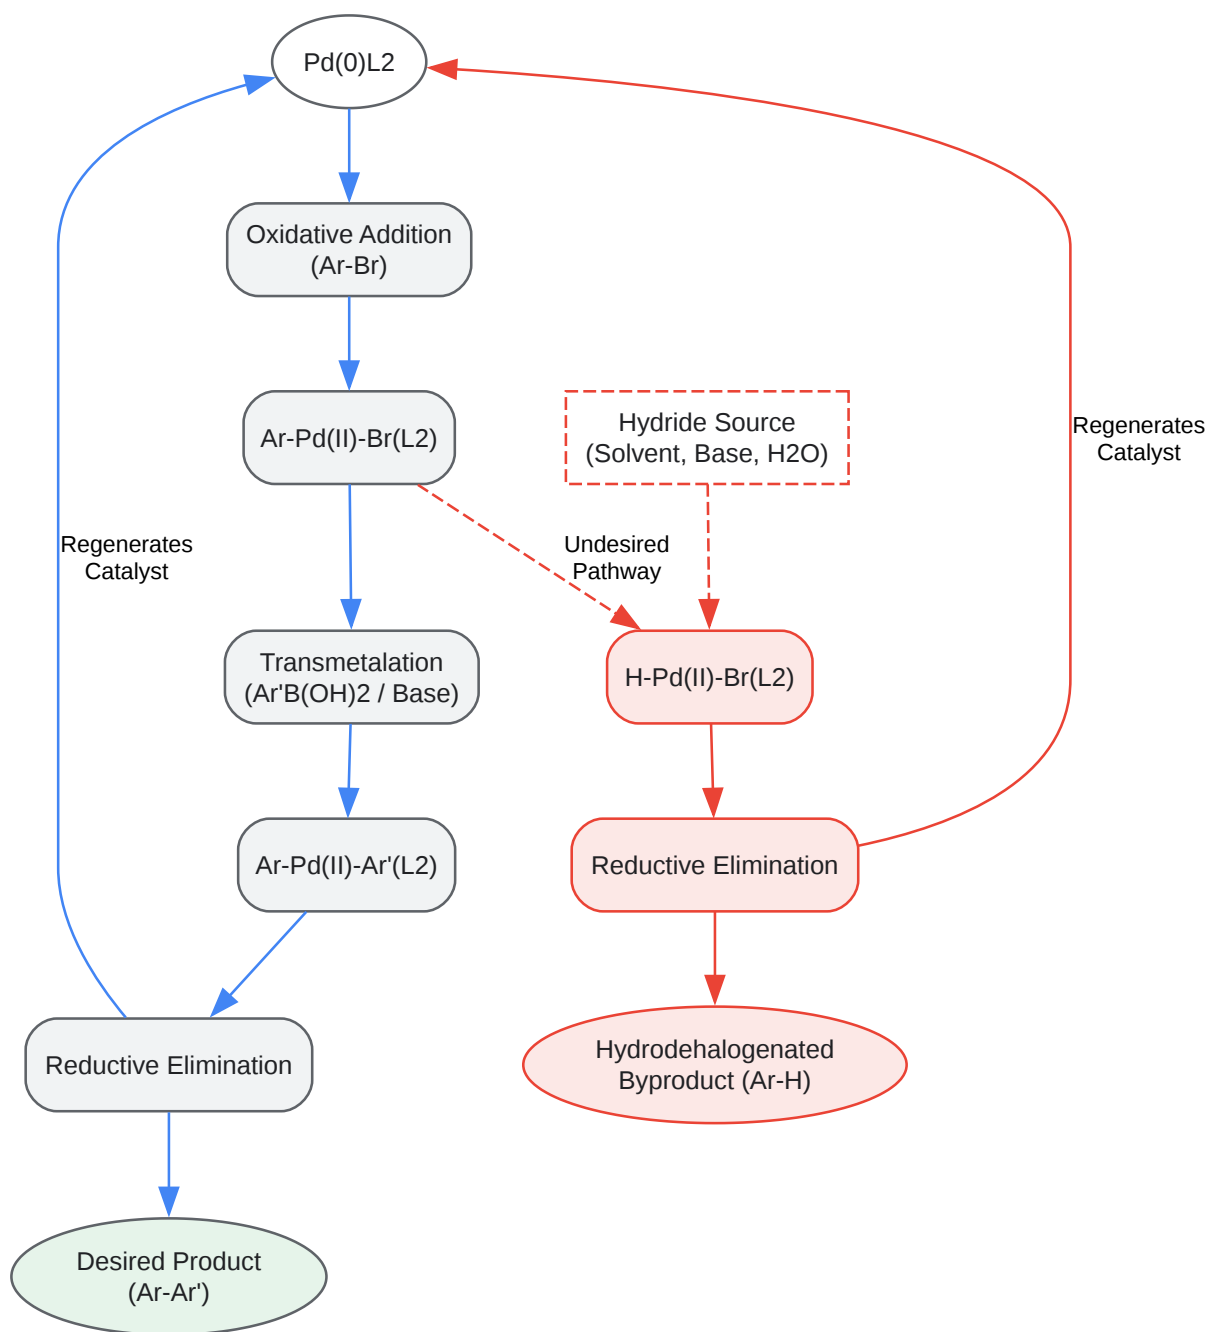 Pd(0)L2
Oxidative Addition
(Ar-Br)
Ar-Pd(II)-Br(L2)
Hydride Source
(Solvent, Base, H2O)
Regenerates
Catalyst
Regenerates
Catalyst
Undesired
Pathway
Transmetalation
(Ar'B(OH)2 / Base)
H-Pd(II)-Br(L2)
Ar-Pd(II)-Ar'(L2)
Reductive Elimination
Reductive Elimination
Hydrodehalogenated
Byproduct (Ar-H)
Desired Product
(Ar-Ar')